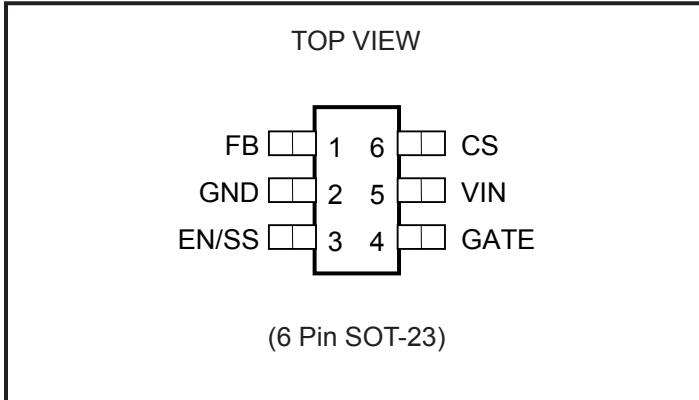 TOP VIEW
FB 1 6 CS
GND 2 5 VIN
EN/SS 3 4 GATE
(6 Pin SOT-23)